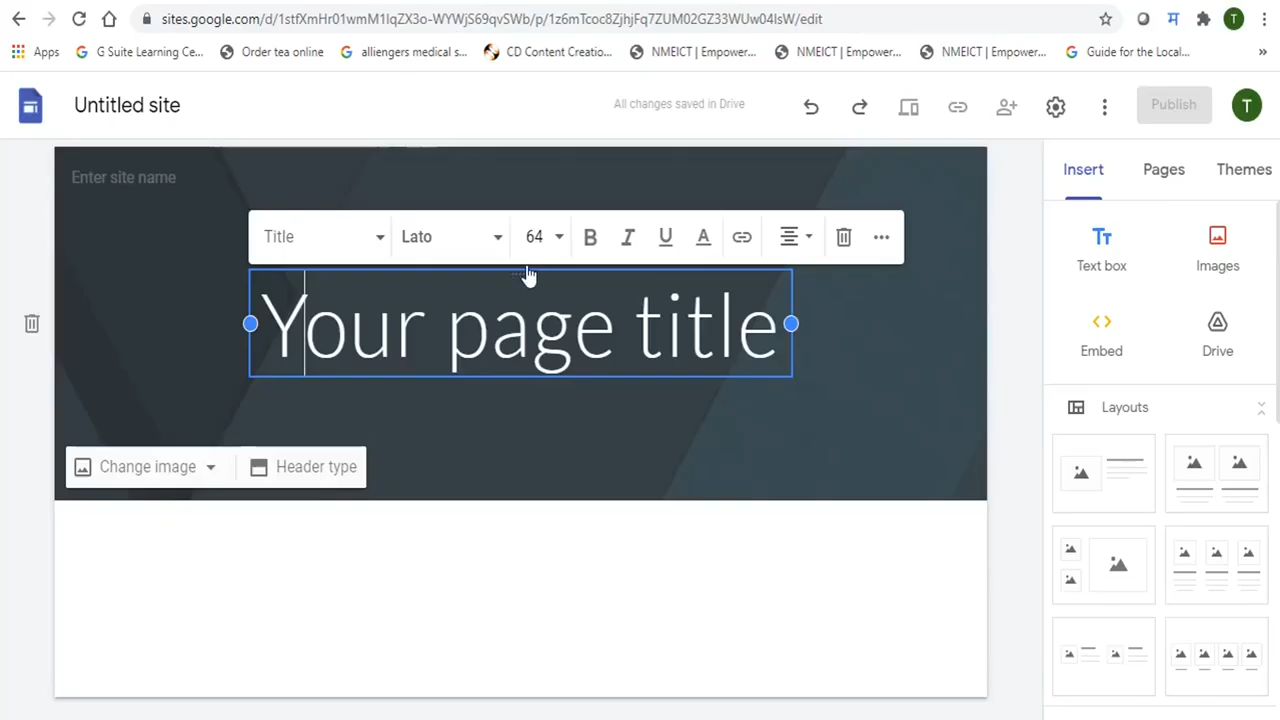 sites.google.com/d/1stfXmHr01wmM1lqZX3o-WYWjS69qvSWb/p/1z6mTcoc8ZjhjFq7ZUM02GZ33WUw04lsW/edit
T
Apps
G Suite Learning Ce...
Order tea online
alliengers medical s...
CD Content Creatio...
NMEICT | Empower...
NMEICT | Empower...
NMEICT | Empower...
Guide for the Local...
»
Untitled site
All changes saved in Drive
Publish
T
Enter site name
Insert
Pages
Themes
Title
Lato
64
B I U A
Your page title
Tт
Text box
Images
Embed
Drive
Change image
Header type
Layouts